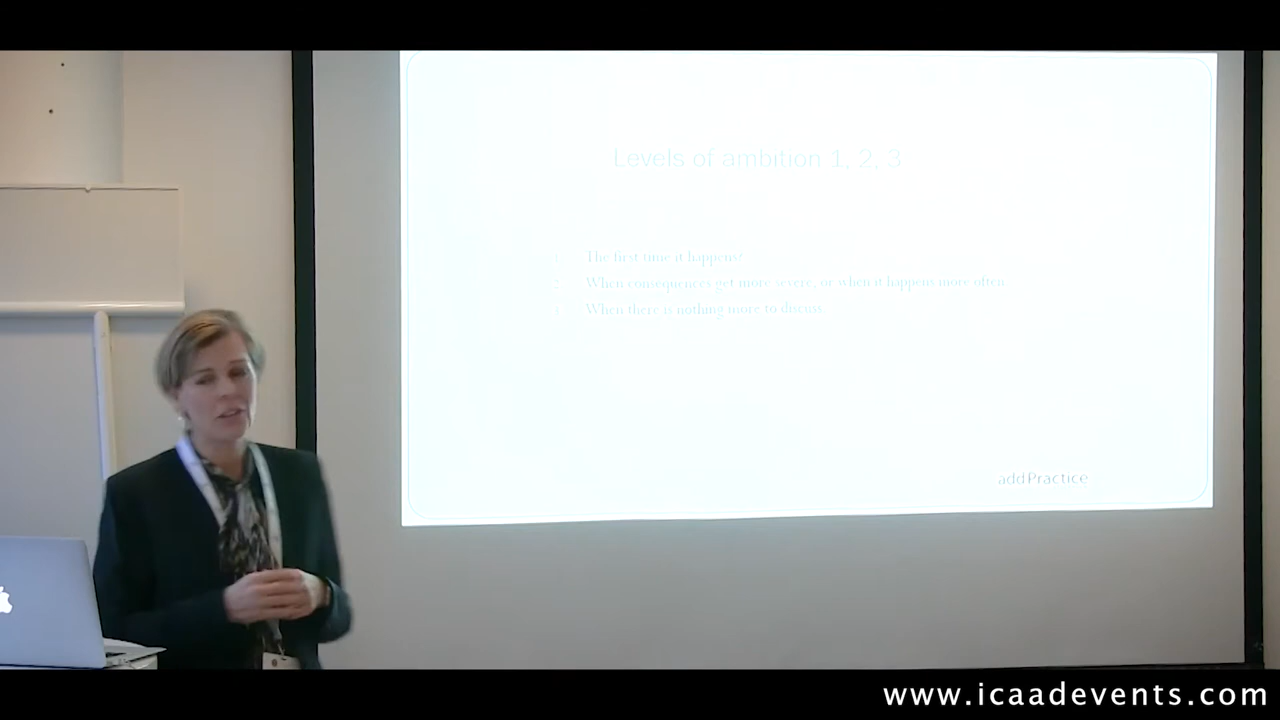 Levels of ambition 1, 2, 3
1. The first time it happens?
2. When consequences get more severe, or when it happens more often.
3. When there is nothing more to discuss.
addPractice
www.icaadevents.com